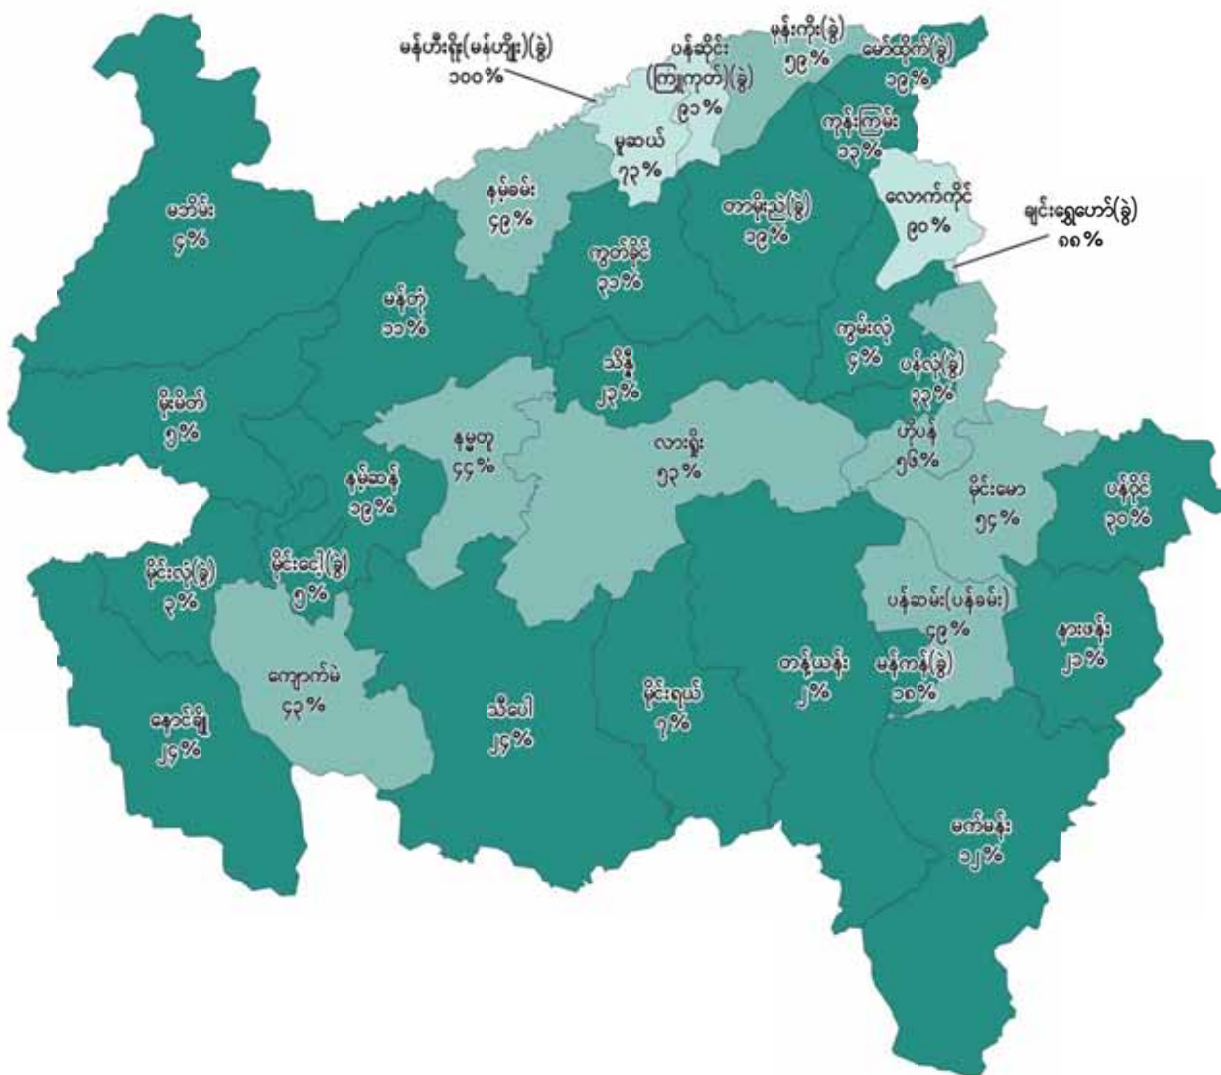 မန်ဟီးရိုး(မန်ဟျိုး)(ခွဲ)
၁၀၀%
ပန်ဆိုင်း
(ကြူကုတ်)(ခွဲ)
၉၁%
မုန်းကိုး(ခွဲ)
၅၉%
မော်ထိုက်(ခွဲ)
၁၉%
ကုန်းကြမ်း
၁၃%
မူဆယ်
၇၃%
နမ့်ခမ်း
၄၉%
တာမိုးညဲ(ခွဲ)
၁၉%
လောက်ကိုင်
၉၀%
ချင်းရွှေဟော်(ခွဲ)
၈၈%
မဘိမ်း
၄%
ကွတ်ခိုင်
၃၁%
မန်တုံ
၁၁%
ကွမ်းလုံ
၄%
သိန္နီ
၂၃%
ပန်လုံ(ခွဲ)
၃၃%
မိုးမိတ်
၅%
နမ္မတူ
၄၄%
လားရှိုး
၅၃%
ဟိုပန်
၅၆%
နမ့်ဆန်
၁၉%
မိုင်းမော
၅၄%
ပန်ဝိုင်
၃၀%
မိုင်းလုံ(ခွဲ)
၃%
မိုင်းငေါ့(ခွဲ)
၅%
ပန်ဆမ်း(ပန်ခမ်း)
၄၉%
နားဖန်း
၂၁%
ကျောက်မဲ
၄၃%
တန့်ယန်း
၂%
မန်ကန်(ခွဲ)
၁၈%
မိုင်းရယ်
၇%
သီပေါ
၂၄%
နောင်ချို
၂၄%
မက်မန်း
၁၂%